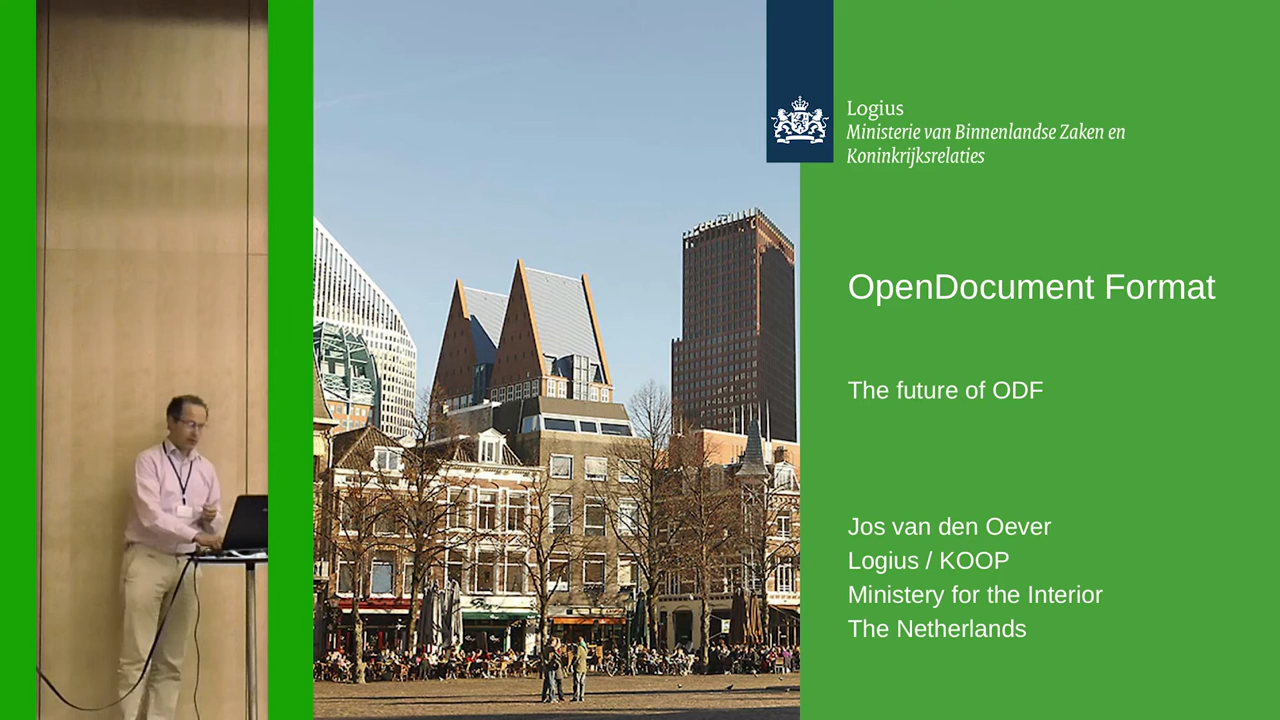 Logius
Ministerie van Binnenlandse Zaken en
Koninkrijksrelaties
OpenDocument Format
The future of ODF
Jos van den Oever
Logius / KOOP
Ministery for the Interior
The Netherlands